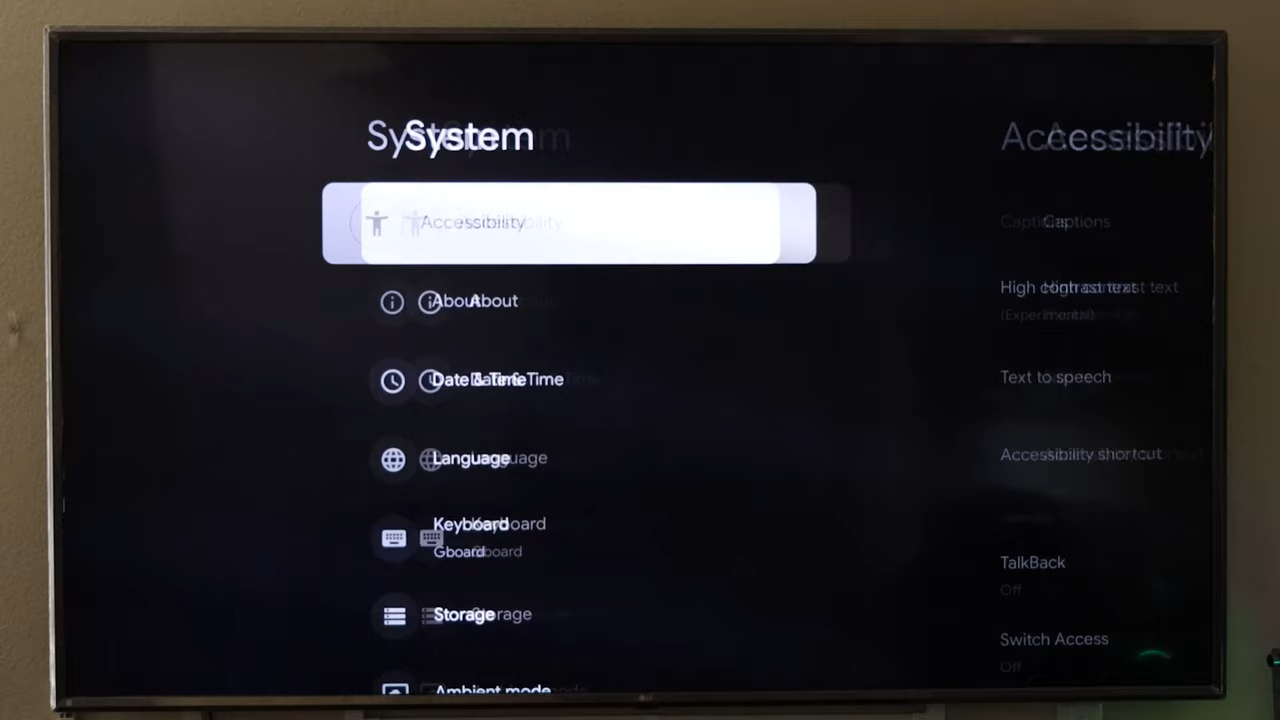 System
Accessibility
About
Date & Time
Language
Keyboard
Gboard
Storage
Ambient mode
Accessibility
Captions
High contrast text
(Experimental)
Text to speech
Accessibility shortcut
TalkBack
Off
Switch Access
Off